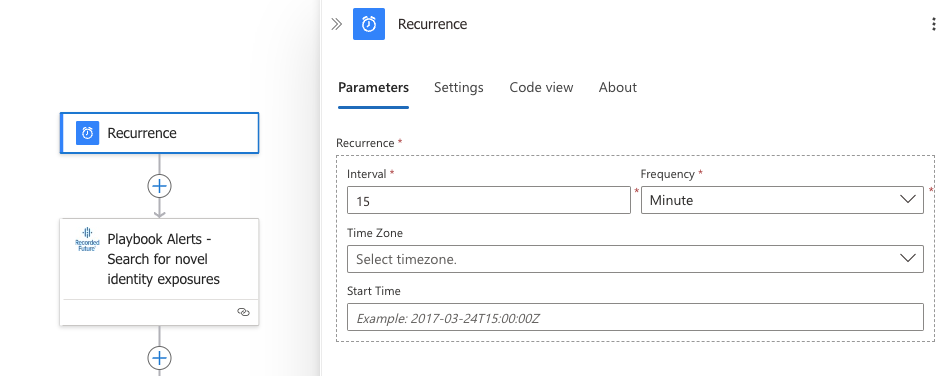 Recurrence
Recorded
Future
Playbook Alerts -
Search for novel
identity exposures
Recurrence
Parameters Settings Code view About
Recurrence *
Interval * Frequency *
15 * Minute *
Time Zone
Select timezone.
Start Time
Example: 2017-03-24T15:00:00Z